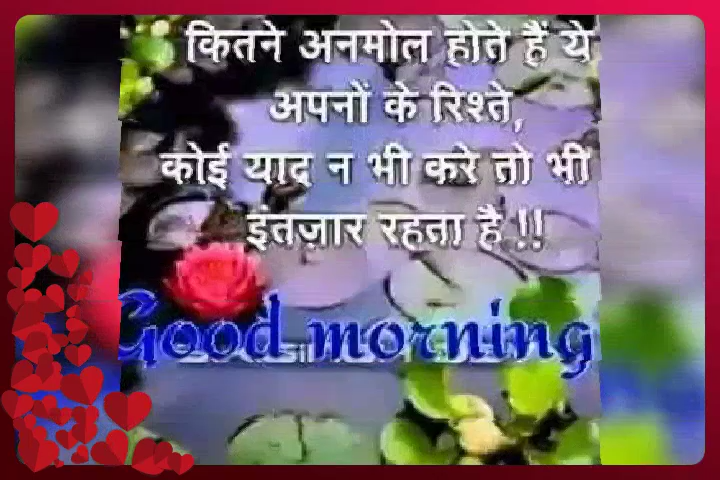 कितने अनमोल होते हैं ये
अपनों के रिश्ते,
कोई याद न भी करे तो भी
इंतज़ार रहता है !!
Good morning